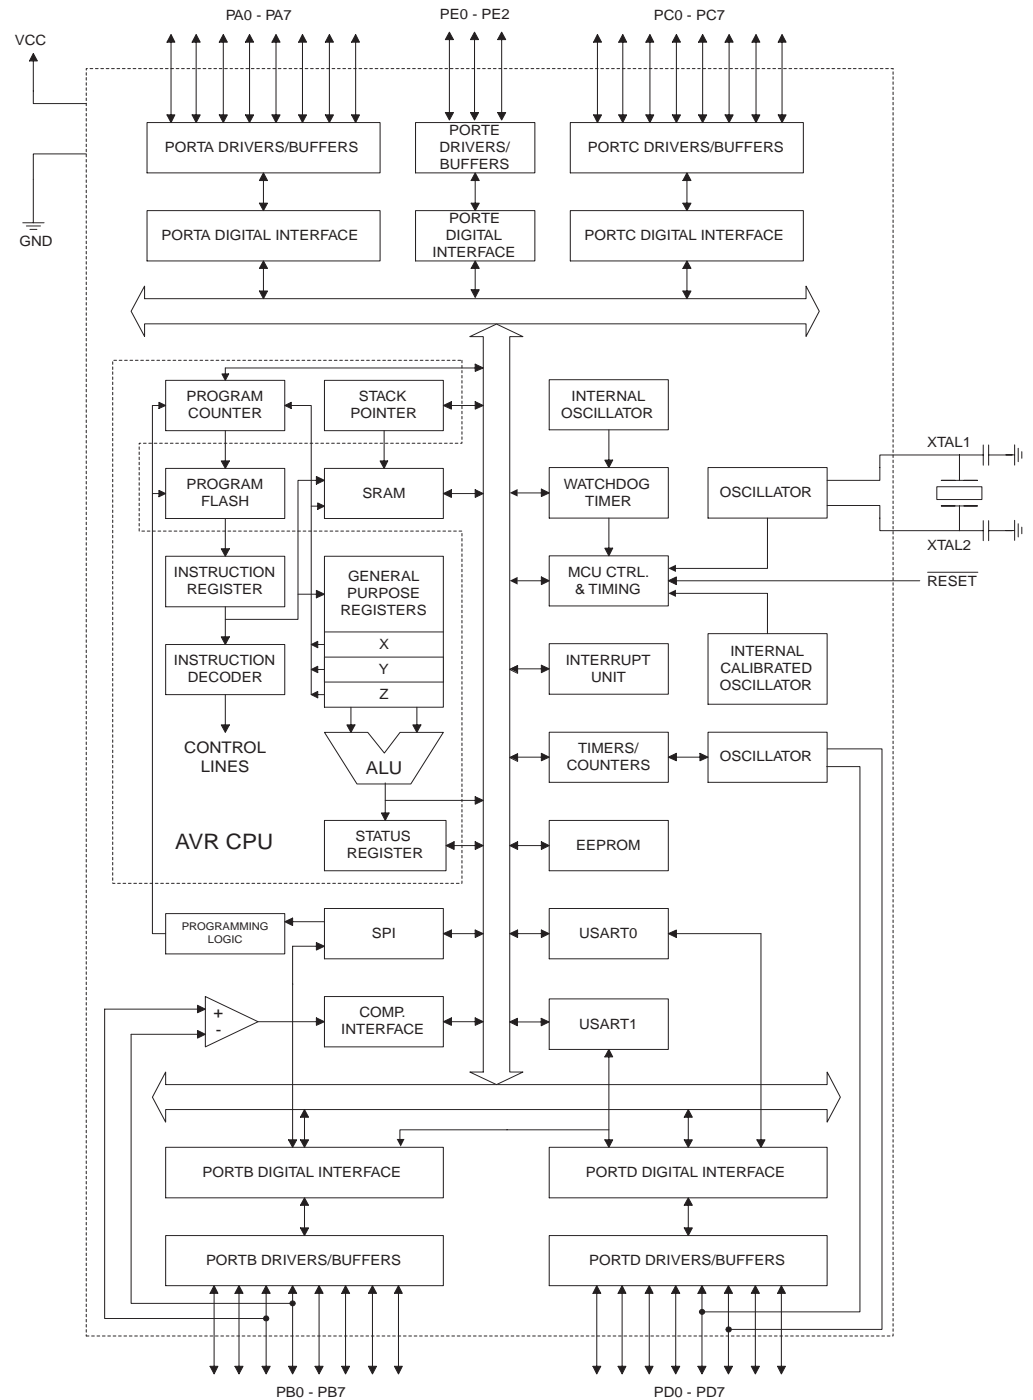 PA0 - PA7
PE0 - PE2
PC0 - PC7
VCC
PORTA DRIVERS/BUFFERS
PORTE
DRIVERS/
BUFFERS
PORTC DRIVERS/BUFFERS
GND
PORTA DIGITAL INTERFACE
PORTE
DIGITAL
INTERFACE
PORTC DIGITAL INTERFACE
PROGRAM
COUNTER
STACK
POINTER
INTERNAL
OSCILLATOR
PROGRAM
FLASH
SRAM
WATCHDOG
TIMER
OSCILLATOR
XTAL1
XTAL2
INSTRUCTION
REGISTER
GENERAL
PURPOSE
REGISTERS
X
Y
Z
MCU CTRL.
& TIMING
RESET
INSTRUCTION
DECODER
INTERRUPT
UNIT
INTERNAL
CALIBRATED
OSCILLATOR
CONTROL
LINES
ALU
TIMERS/
COUNTERS
OSCILLATOR
AVR CPU
STATUS
REGISTER
EEPROM
PROGRAMMING
LOGIC
SPI
USART0
+
-
COMP.
INTERFACE
USART1
PORTB DIGITAL INTERFACE
PORTD DIGITAL INTERFACE
PORTB DRIVERS/BUFFERS
PORTD DRIVERS/BUFFERS
PB0 - PB7
PD0 - PD7